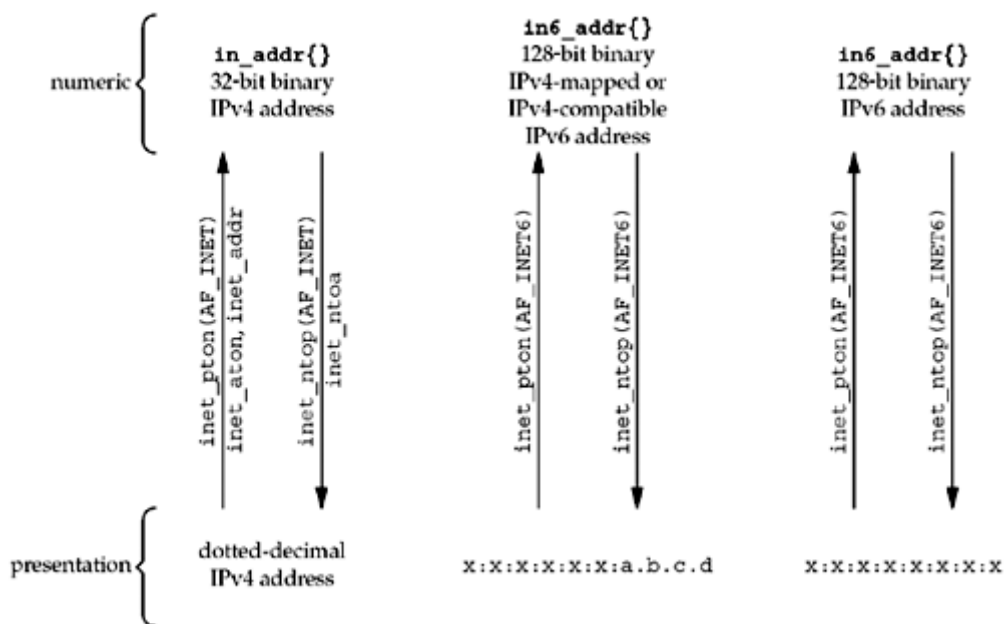 numeric
in_addr{}
32-bit binary
IPv4 address
in6_addr{}
128-bit binary
IPv4-mapped or
IPv4-compatible
IPv6 address
in6_addr{}
128-bit binary
IPv6 address
inet_pton(AF_INET)
inet_aton,inet_addr
inet_ntop(AF_INET)
inet_ntoa
inet_pton(AF_INET6)
inet_ntop(AF_INET6)
inet_pton(AF_INET6)
inet_ntop(AF_INET6)
presentation
dotted-decimal
IPv4 address
x:x:x:x:x:x:a.b.c.d
x:x:x:x:x:x:x:x